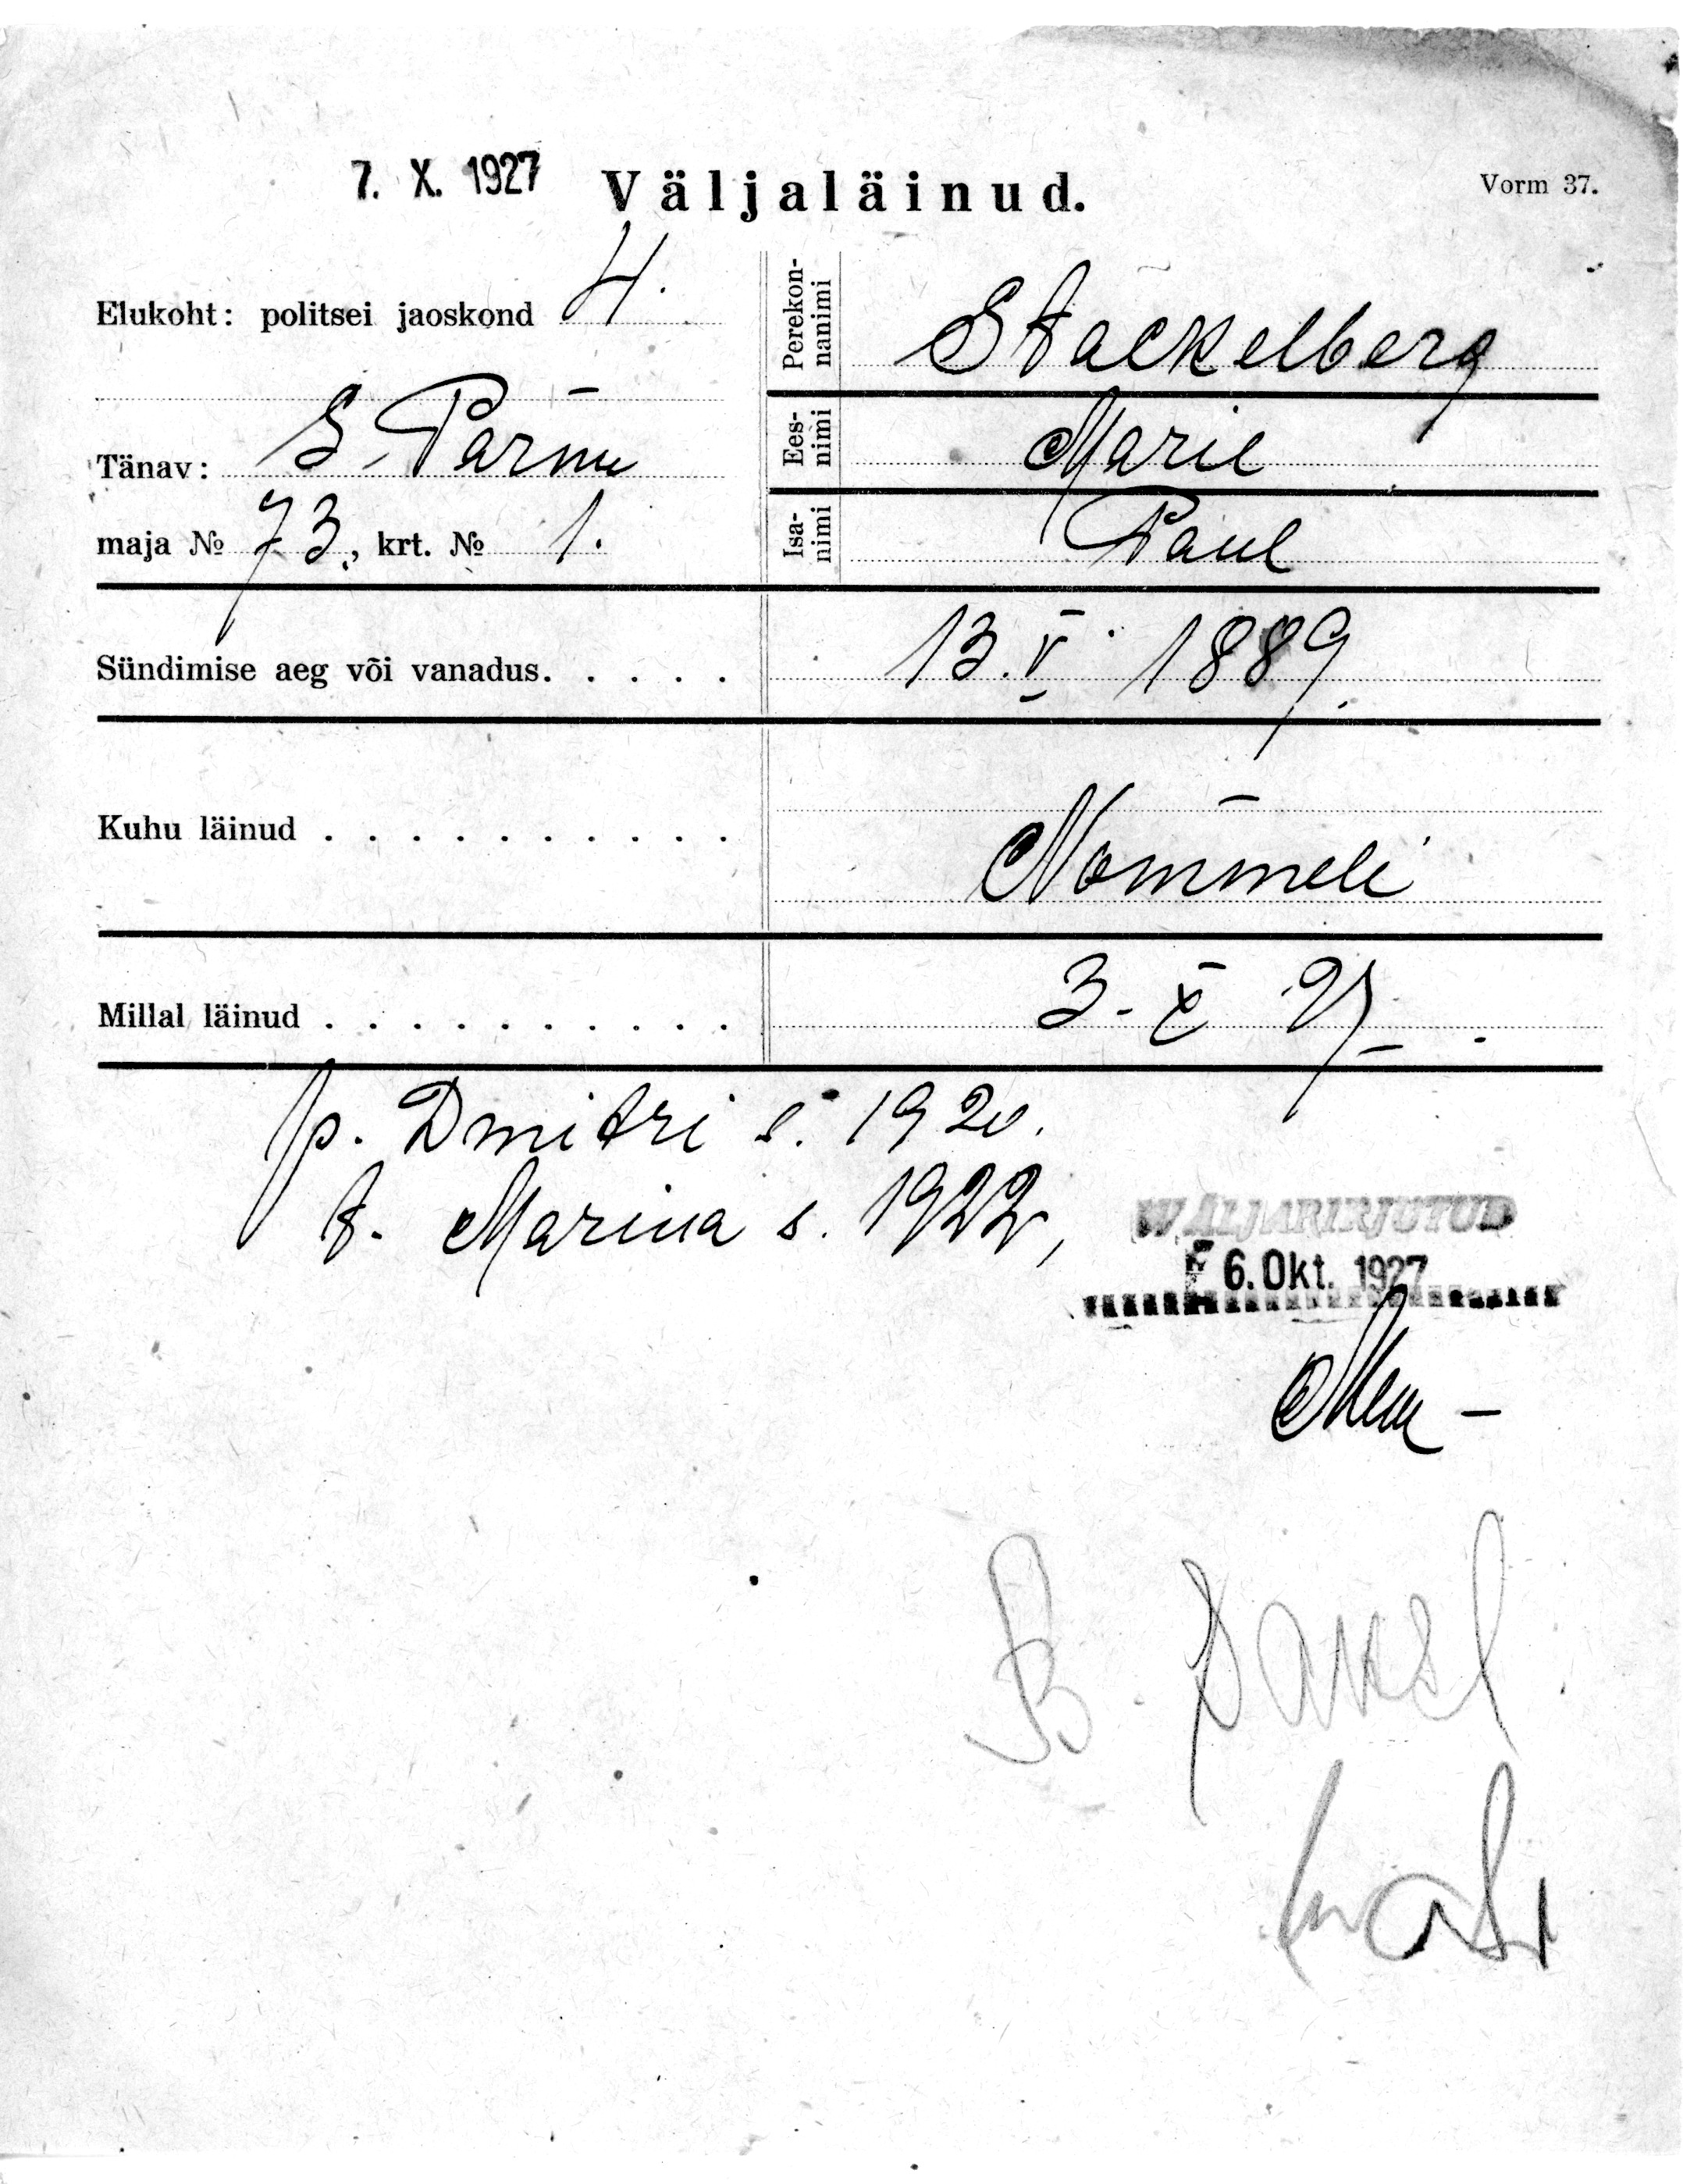 7. X. 1927 Väljaläinud. Vorm 37.
Elukoht: politsei jaoskond 4.
Tänav: S. Pärnu
maja № 73, krt. № 1.
Perekon-
nanimi Stackelberg
Ees-
nimi Marie
Isa-
nimi Paul
Sündimise aeg või vanadus. . . . . 13. V. 1889.
Kuhu läinud . . . . . . . . . . Nõmmele
Millal läinud . . . . . . . . . . 3. X 27.
p. Dmitri s. 1920.
t. Marina s. 1922,
WÄLJAKIRJUTUD
6. Okt. 1927